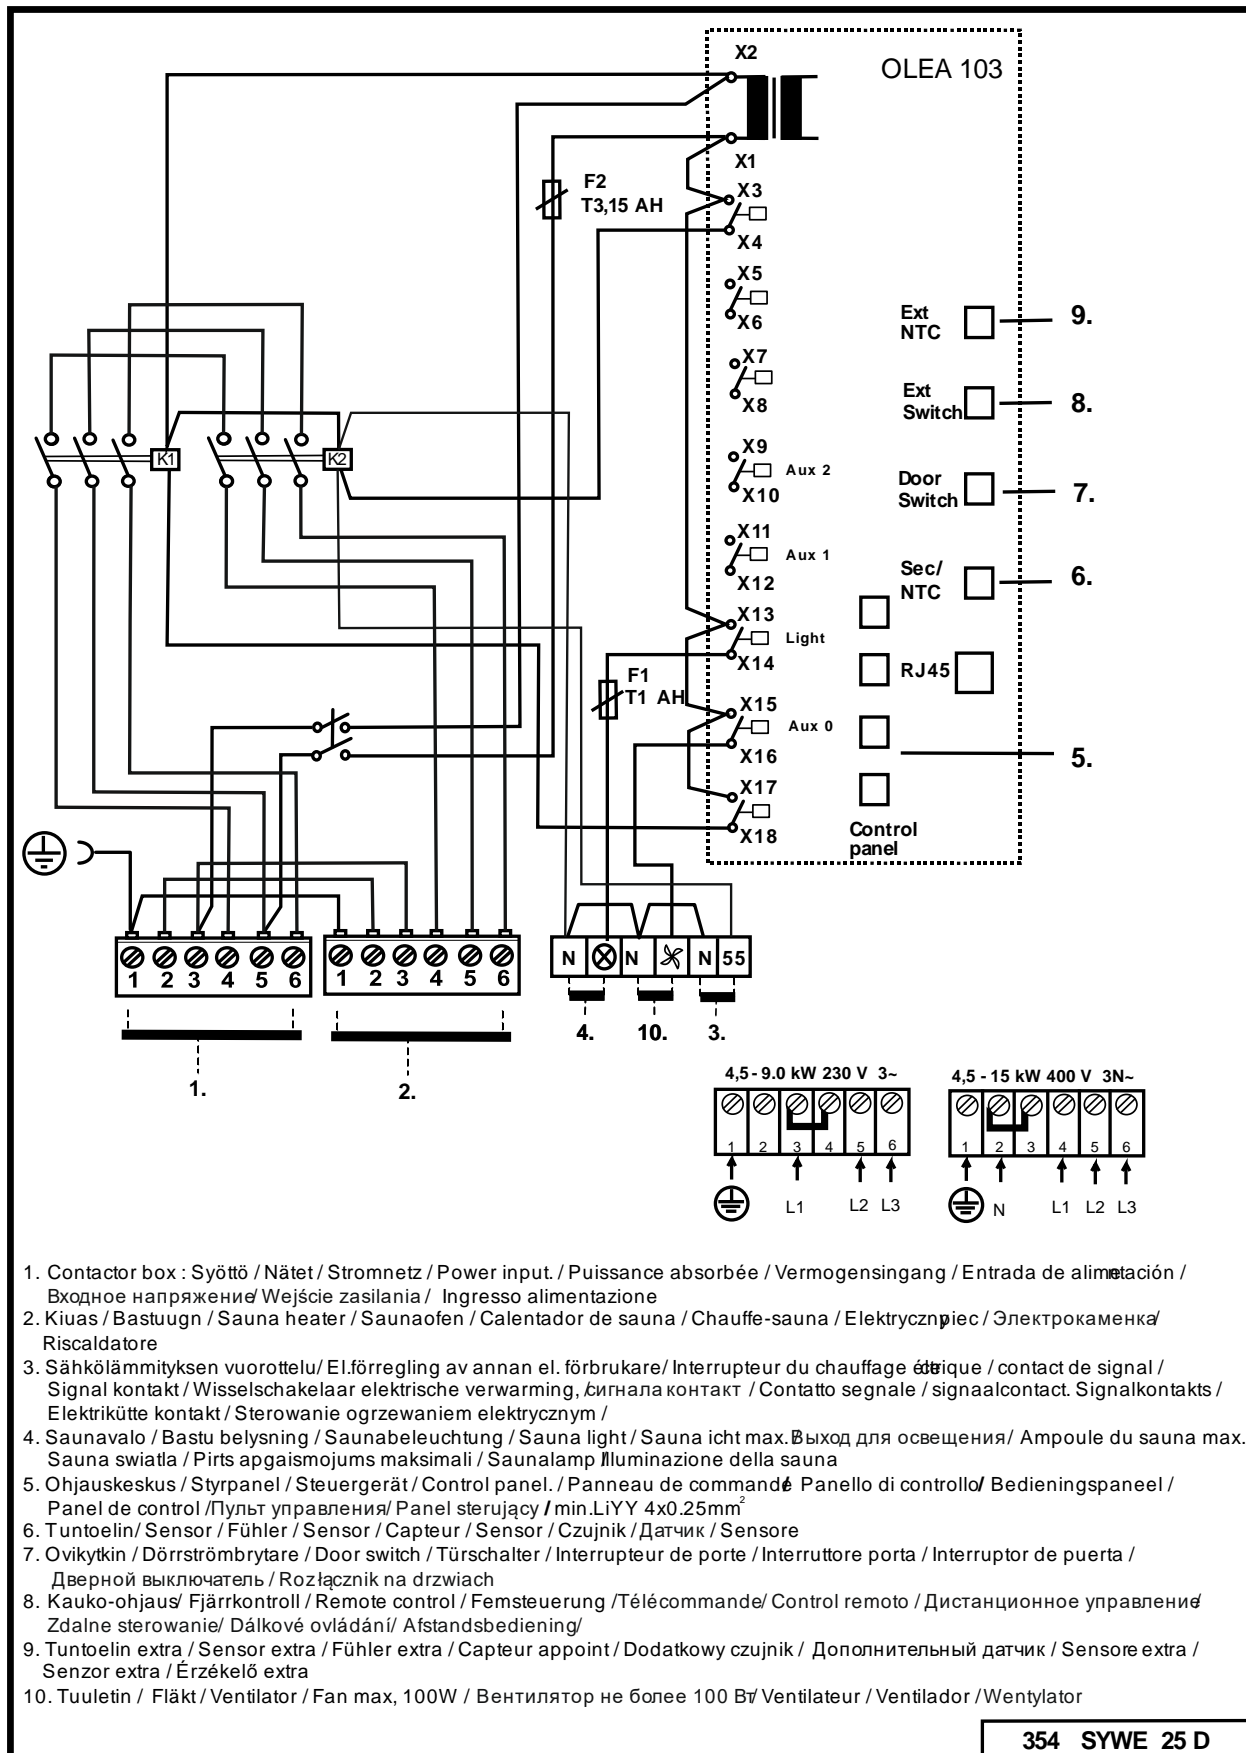 X2
OLEA 103
X1
F2
T3,15 AH
X3
X4
X5
X6
Ext
NTC
9.
X7
X8
Ext
Switch
8.
K1
K2
X9
Aux 2
X10
Door
Switch
7.
X11
Aux 1
X12
Sec/
NTC
6.
X13
Light
X14
RJ45
F1
T1 AH
X15
Aux 0
X16
5.
X17
X18
Control
panel
N
N
N 55
1 2 3 4 5 6
1 2 3 4 5 6
4. 10. 3.
1. 2.
4,5 - 9.0 kW 230 V 3~
4,5 - 15 kW 400 V 3N~
1 2 3 4 5 6
1 2 3 4 5 6
L1 L2 L3
N L1 L2 L3
1. Contactor box : Syöttö / Nätet / Stromnetz / Power input. / Puissance absorbée / Vermogensingang / Entrada de /
Входное напряжение/ Wejście zasilania / Ingresso alimentazione
2. Kiuas / Bastuugn / Sauna heater / Saunaofen / Calentador de sauna / Chauffe-sauna / / Электрокаменка/
Riscaldatore
3. Sähkölämmityksen vuorottelu/ El.förregling av annan el. förbrukare/ Interrupteur du chauffage / contact de signal /
Signal kontakt / Wisselschakelaar elektrische verwarming, /сигнала контакт / Contatto segnale / signaalcontact. Signalkontakts /
Elektrikütte kontakt / Sterowanie ogrzewaniem elektrycznym /
4. Saunavalo / Bastu belysning / Saunabeleuchtung / Sauna light / Sauna icht max. Выход для освещения/ Ampoule du sauna max.
Sauna swiatla / Pirts apgaismojums maksimali / Saunalamp /Illuminazione della sauna
5. Ohjauskeskus / Styrpanel / Steuergerät / Control panel. / Panneau de commande/ Panello di controllo/ Bedieningspaneel /
Panel de control /Пульт управления/ Panel sterujący / min.LiYY 4x0.25mm²
6. Tuntoelin/ Sensor / Fühler / Sensor / Capteur / Sensor / Czujnik / Датчик / Sensore
7. Ovikytkin / Dörrströmbrytare / Door switch / Türschalter / Interrupteur de porte / Interruttore porta / Interruptor de puerta /
Дверной выключатель / Rozłącznik na drzwiach
8. Kauko-ohjaus/ Fjärrkontroll / Remote control / Femsteuerung /Télécommande/ Control remoto / Дистанционное управление/
Zdalne sterowanie/ Dálkové ovládání/ Afstandsbediening/
9. Tuntoelin extra / Sensor extra / Fühler extra / Capteur appoint / Dodatkowy czujnik / Дополнительный датчик / Sensore extra /
Senzor extra / Érzékelő extra
10. Tuuletin / Fläkt / Ventilator / Fan max, 100W / Вентилятор не более 100 Вт/ Ventilateur / Ventilador / Wentylator
354 SYWE 25 D